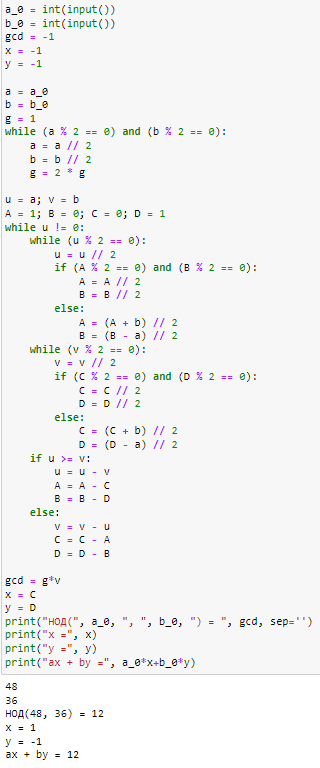 a_0 = int(input())
b_0 = int(input())
gcd = -1
x = -1
y = -1

a = a_0
b = b_0
g = 1
while (a % 2 == 0) and (b % 2 == 0):
    a = a // 2
    b = b // 2
    g = 2 * g

u = a; v = b
A = 1; B = 0; C = 0; D = 1
while u != 0:
    while (u % 2 == 0):
        u = u // 2
        if (A % 2 == 0) and (B % 2 == 0):
            A = A // 2
            B = B // 2
        else:
            A = (A + b) // 2
            B = (B - a) // 2
    while (v % 2 == 0):
        v = v // 2
        if (C % 2 == 0) and (D % 2 == 0):
            C = C // 2
            D = D // 2
        else:
            C = (C + b) // 2
            D = (D - a) // 2
    if u >= v:
        u = u - v
        A = A - C
        B = B - D
    else:
        v = v - u
        C = C - A
        D = D - B

gcd = g*v
x = C
y = D
print("НОД(", a_0, ", ", b_0, ") = ", gcd, sep='')
print("x =", x)
print("y =", y)
print("ax + by =", a_0*x+b_0*y)

48
36
НОД(48, 36) = 12
x = 1
y = -1
ax + by = 12